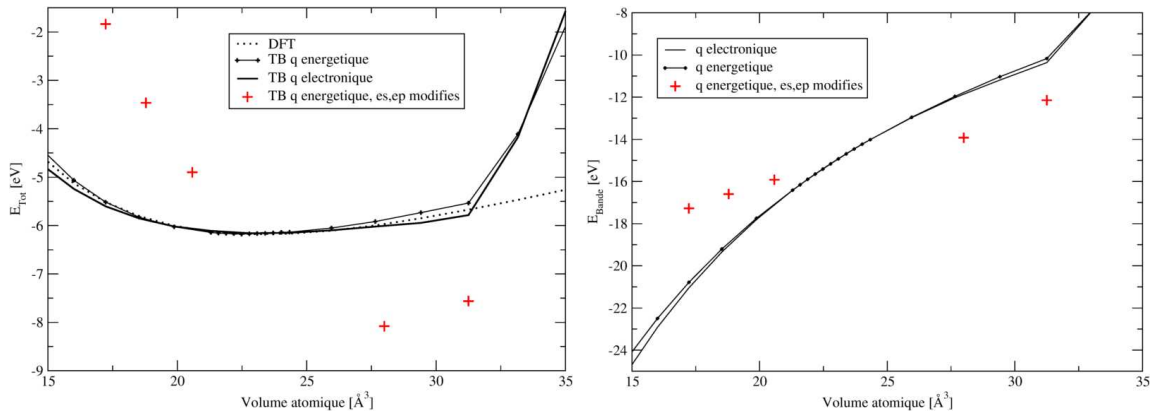 -2
-3
-4
-5
-6
-7
-8
-9
E_Tot [eV]
DFT
TB q energetique
TB q electronique
TB q energetique, es,ep modifies
15
20
25
30
35
Volume atomique [Å³]
-8
-10
-12
-14
-16
-18
-20
-22
-24
E_Bande [eV]
q electronique
q energetique
q energetique, es,ep modifies
15
20
25
30
35
Volume atomique [Å³]